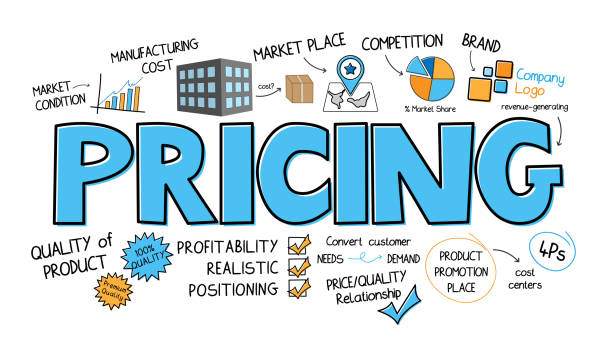 MARKET
CONDITION
MANUFACTURING
COST
cost?
MARKET PLACE
COMPETITION
% Market Share
BRAND
Company
Logo
revenue-generating
PRICING
QUALITY of
PRODUCT
100%
QUALITY
Premium
Quality
PROFITABILITY
REALISTIC
POSITIONING
Convert customer
NEEDS DEMAND
PRICE/QUALITY
Relationship
PRODUCT
PROMOTION
PLACE
cost
centers
4Ps